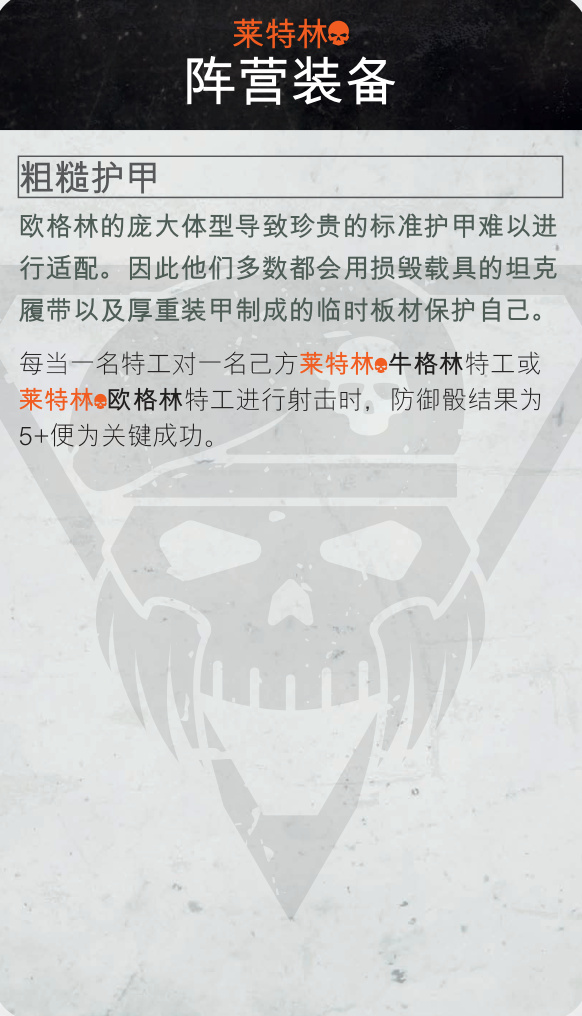 莱特林
阵营装备
粗糙护甲
欧格林的庞大体型导致珍贵的标准护甲难以进
行适配。因此他们多数都会用损毁载具的坦克
履带以及厚重装甲制成的临时板材保护自己。
每当一名特工对一名己方莱特林牛格林特工或
莱特林欧格林特工进行射击时，防御骰结果为
5+便为关键成功。